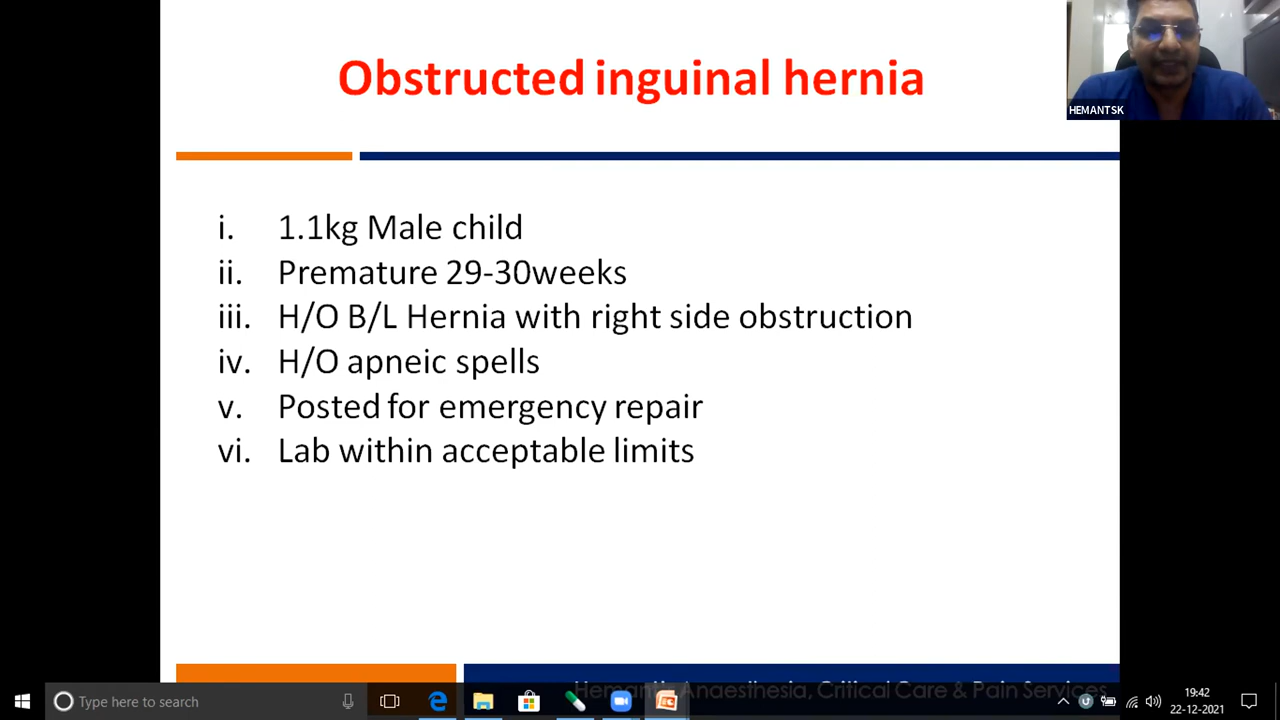 Obstructed inguinal hernia
HEMANTSK
i. 1.1kg Male child
ii. Premature 29-30weeks
iii. H/O B/L Hernia with right side obstruction
iv. H/O apneic spells
v. Posted for emergency repair
vi. Lab within acceptable limits
Anaesthesia, Critical Care & Pain Services
Type here to search
19:42
22-12-2021